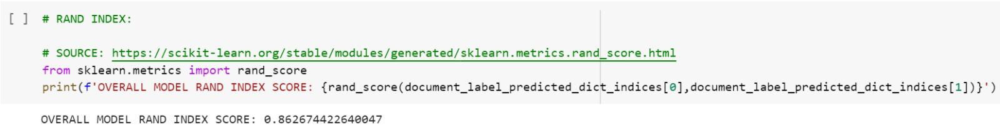 [ ] # RAND INDEX:
# SOURCE: https://scikit-learn.org/stable/modules/generated/sklearn.metrics.rand_score.html
from sklearn.metrics import rand_score
print(f'OVERALL MODEL RAND INDEX SCORE: {rand_score(document_label_predicted_dict_indices[0],document_label_predicted_dict_indices[1])}')
OVERALL MODEL RAND INDEX SCORE: 0.862674422640047